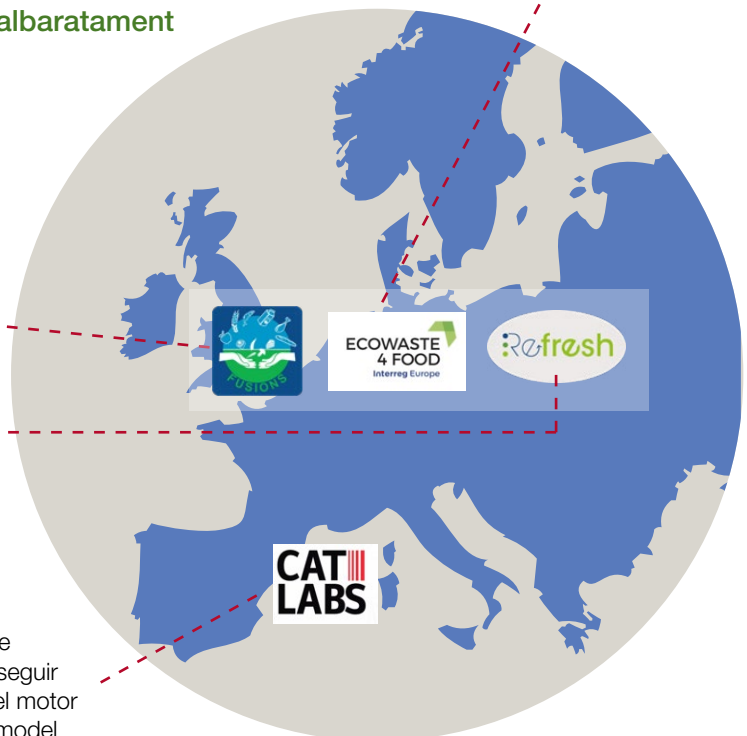 albaratament
FUSIONS
ECOWASTE
4 FOOD
Interreg Europe
Refresh
CAT
LABS
e
seguir
el motor
model